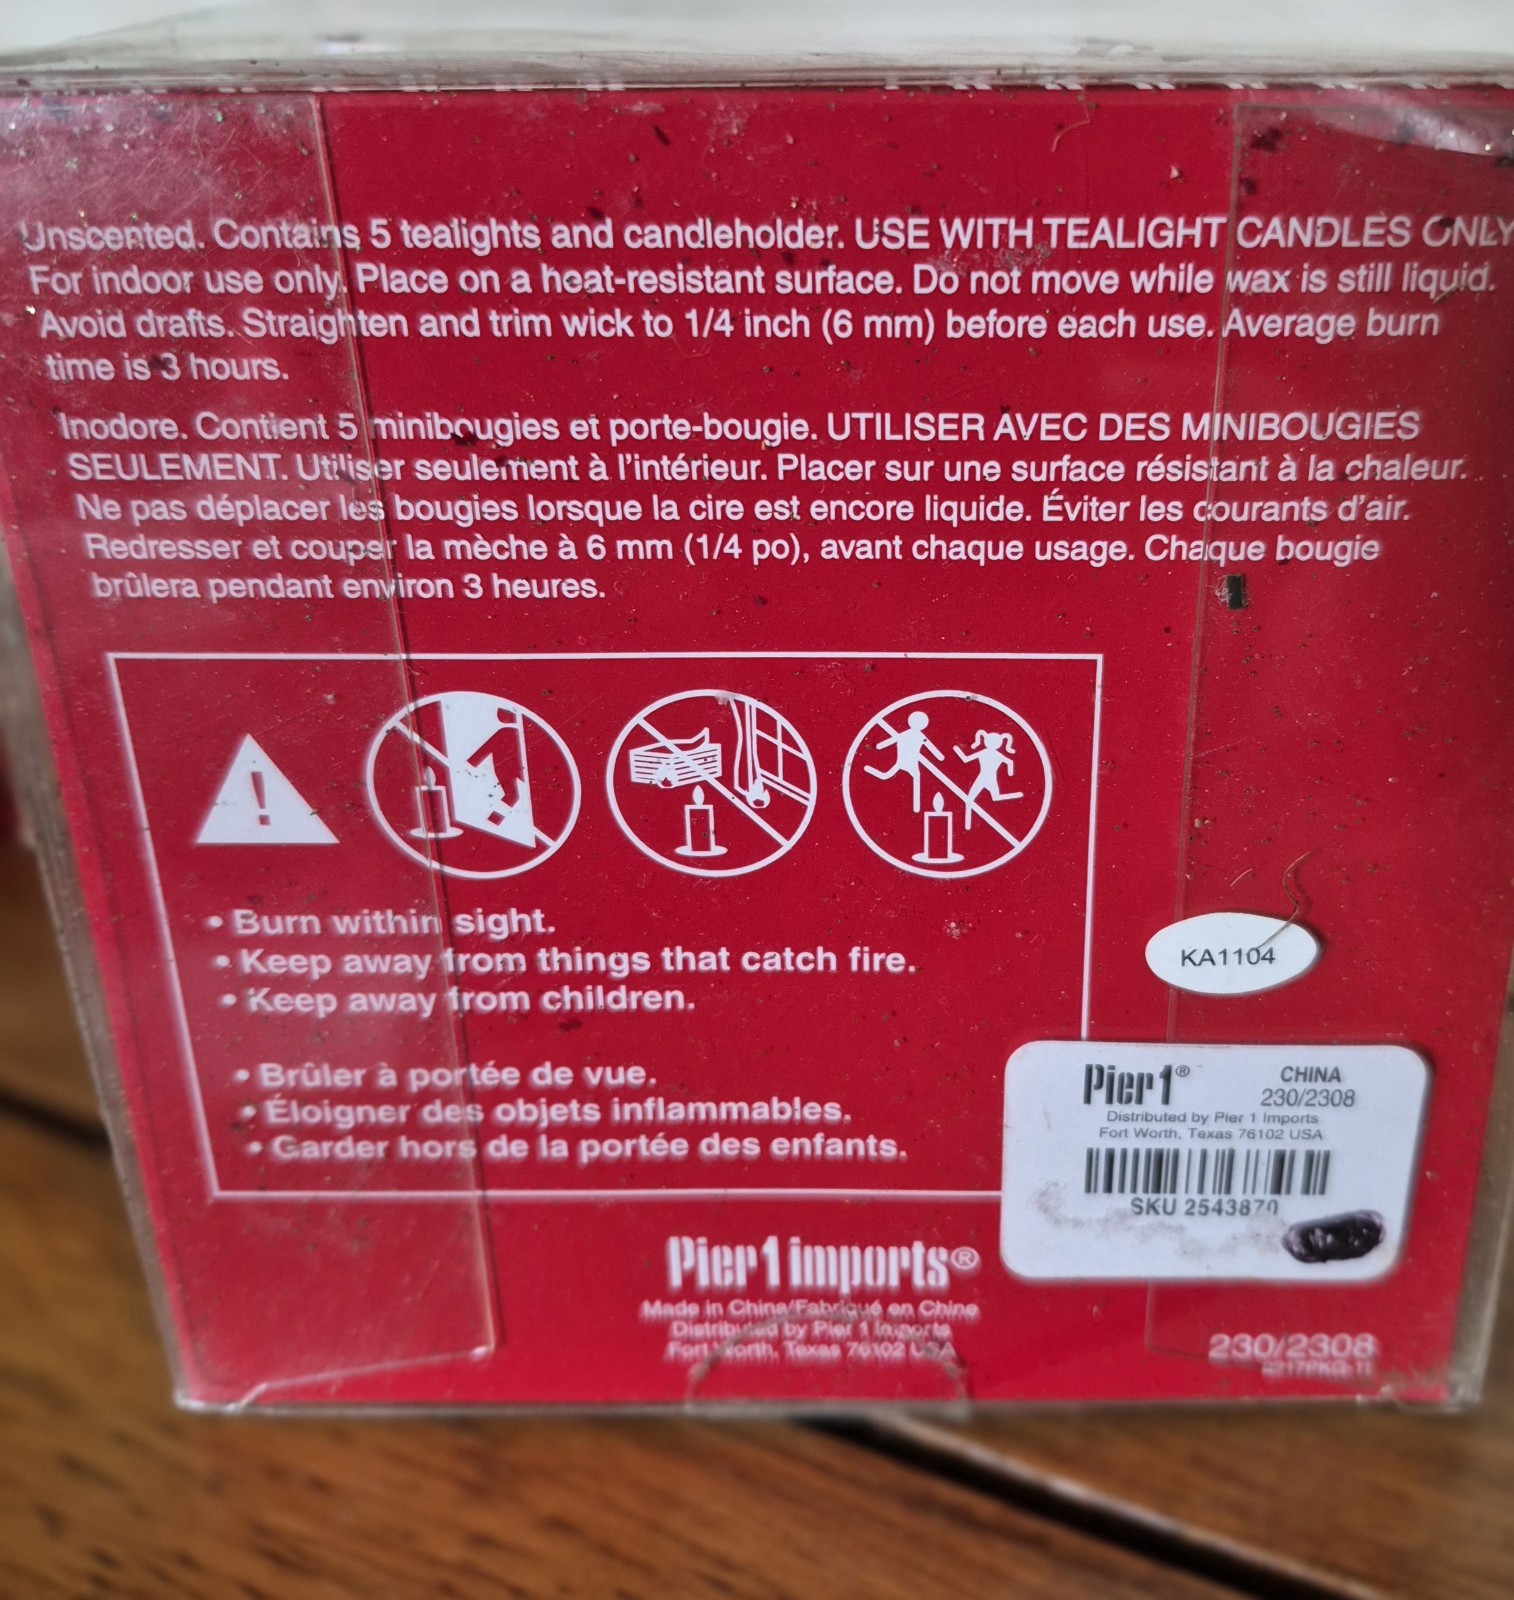 Unscented. Contains 5 tealights and candleholder. USE WITH TEALIGHT CANDLES ONLY
For indoor use only. Place on a heat-resistant surface. Do not move while wax is still liquid.
Avoid drafts. Straighten and trim wick to 1/4 inch (6 mm) before each use. Average burn
time is 3 hours.
Inodore. Contient 5 minibougies et porte-bougie. UTILISER AVEC DES MINIBOUGIES
SEULEMENT. Utiliser seulement à l'intérieur. Placer sur une surface résistant à la chaleur.
Ne pas déplacer les bougies lorsque la cire est encore liquide. Éviter les courants d'air.
Redresser et couper la mèche à 6 mm (1/4 po), avant chaque usage. Chaque bougie
brûlera pendant environ 3 heures.
!
• Burn within sight.
• Keep away from things that catch fire.
• Keep away from children.
• Brûler à portée de vue.
• Éloigner des objets inflammables.
• Garder hors de la portée des enfants.
KA1104
Pier 1® CHINA
230/2308
Distributed by Pier 1 Imports
Fort Worth, Texas 76102 USA
SKU 2543870
Pier 1 imports®
Made in China/Fabriqué en Chine
Distributed by Pier 1 Imports
Fort Worth, Texas 76102 USA
230/2308